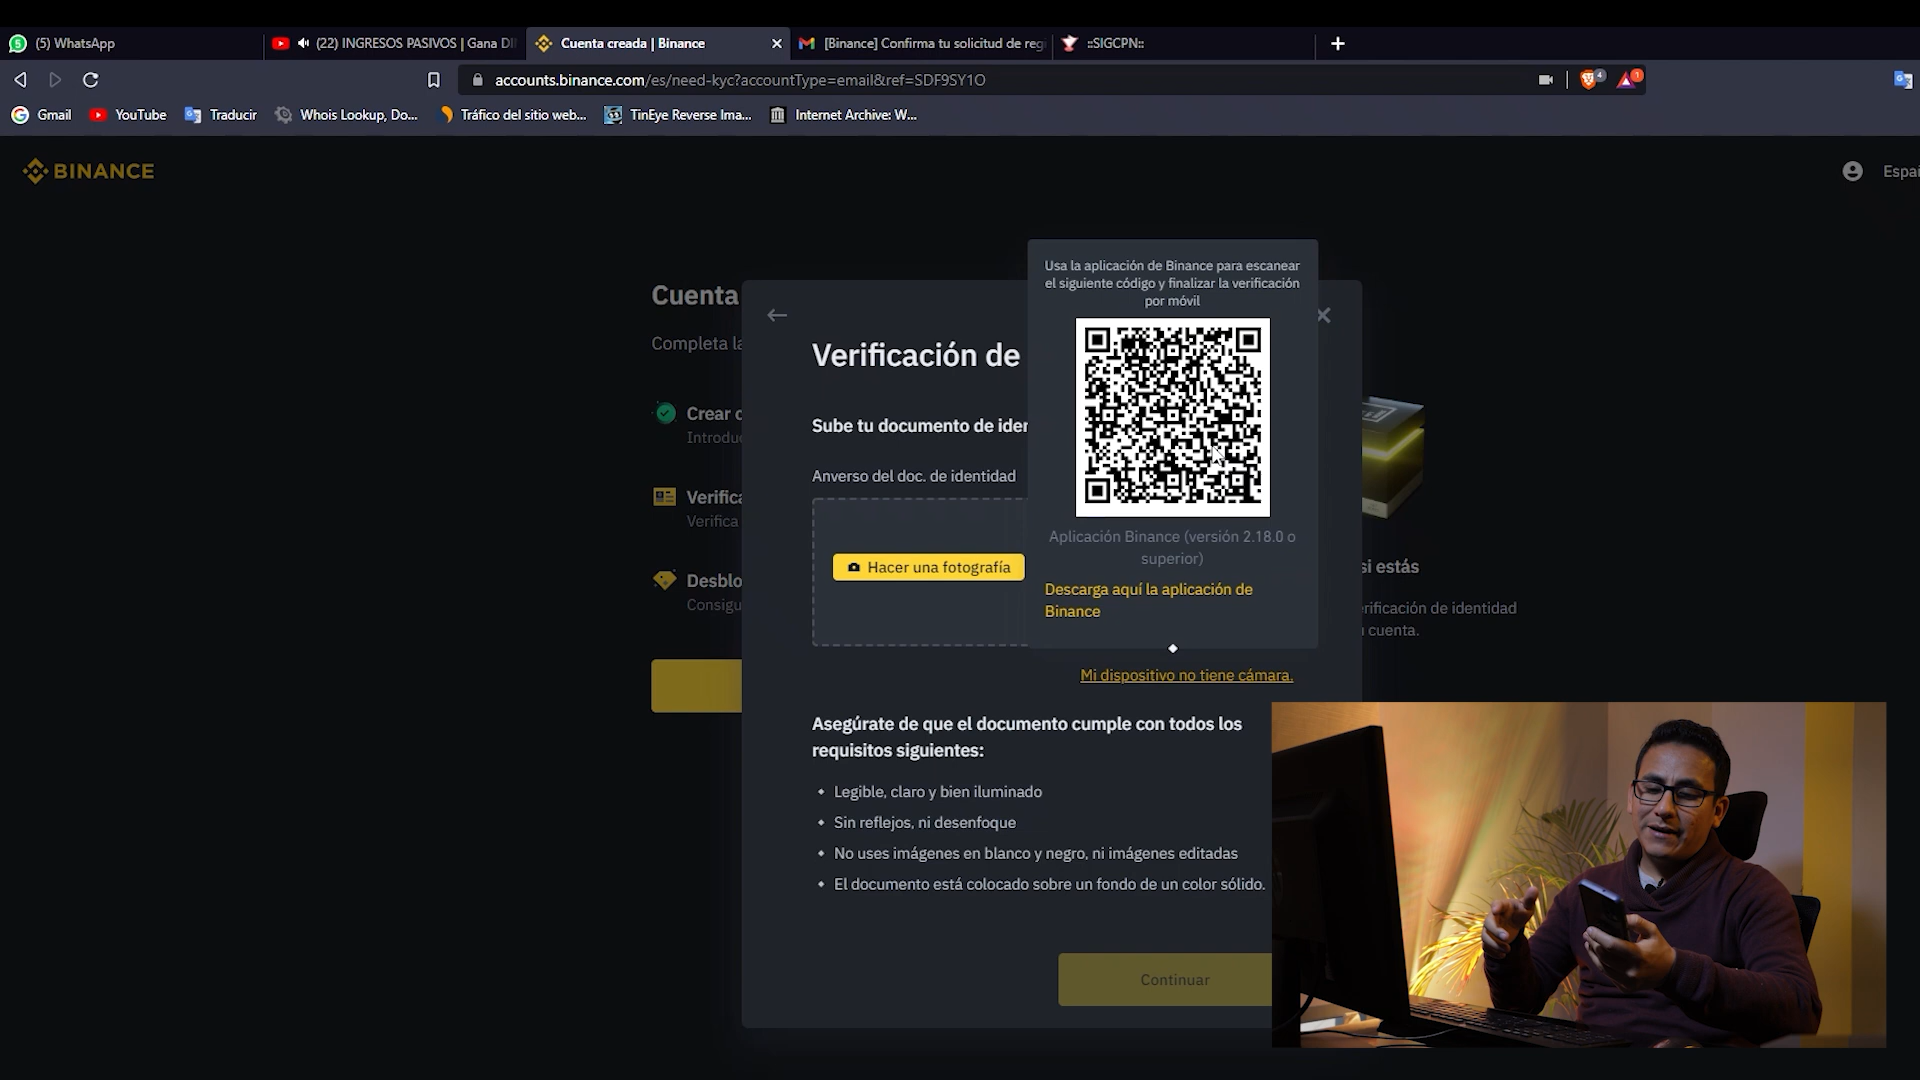 (5) WhatsApp
(22) INGRESOS PASIVOS | Gana
Cuenta creada | Binance
[Binance] Confirma tu solicitud de
::SIGCPN::
accounts.binance.com/es/need-kyc?accountType=email&ref=SDF9SY1O
4
1
Gmail
YouTube
Traducir
Whois Lookup, Do...
Tráfico del sitio web...
TinEye Reverse Ima...
Internet Archive: W...
BINANCE
Espa
Usa la aplicación de Binance para escanear
el siguiente código y finalizar la verificación
por móvil
Cuenta
Completa
Verificación de
Crear
Introdu
Sube tu documento de iden
Anverso del doc. de identidad
Verifica
Verifica
Aplicación Binance (versión 2.18.0 o
superior)
Hacer una fotografía
Desblo
Consigu
si estás
Descarga aquí la aplicación de
Binance
rificación de identidad
cuenta.
Mi dispositivo no tiene cámara.
Asegúrate de que el documento cumple con todos los
requisitos siguientes:
Legible, claro y bien iluminado
Sin reflejos, ni desenfoque
No uses imágenes en blanco y negro, ni imágenes editadas
El documento está colocado sobre un fondo de un color sólido.
Continuar